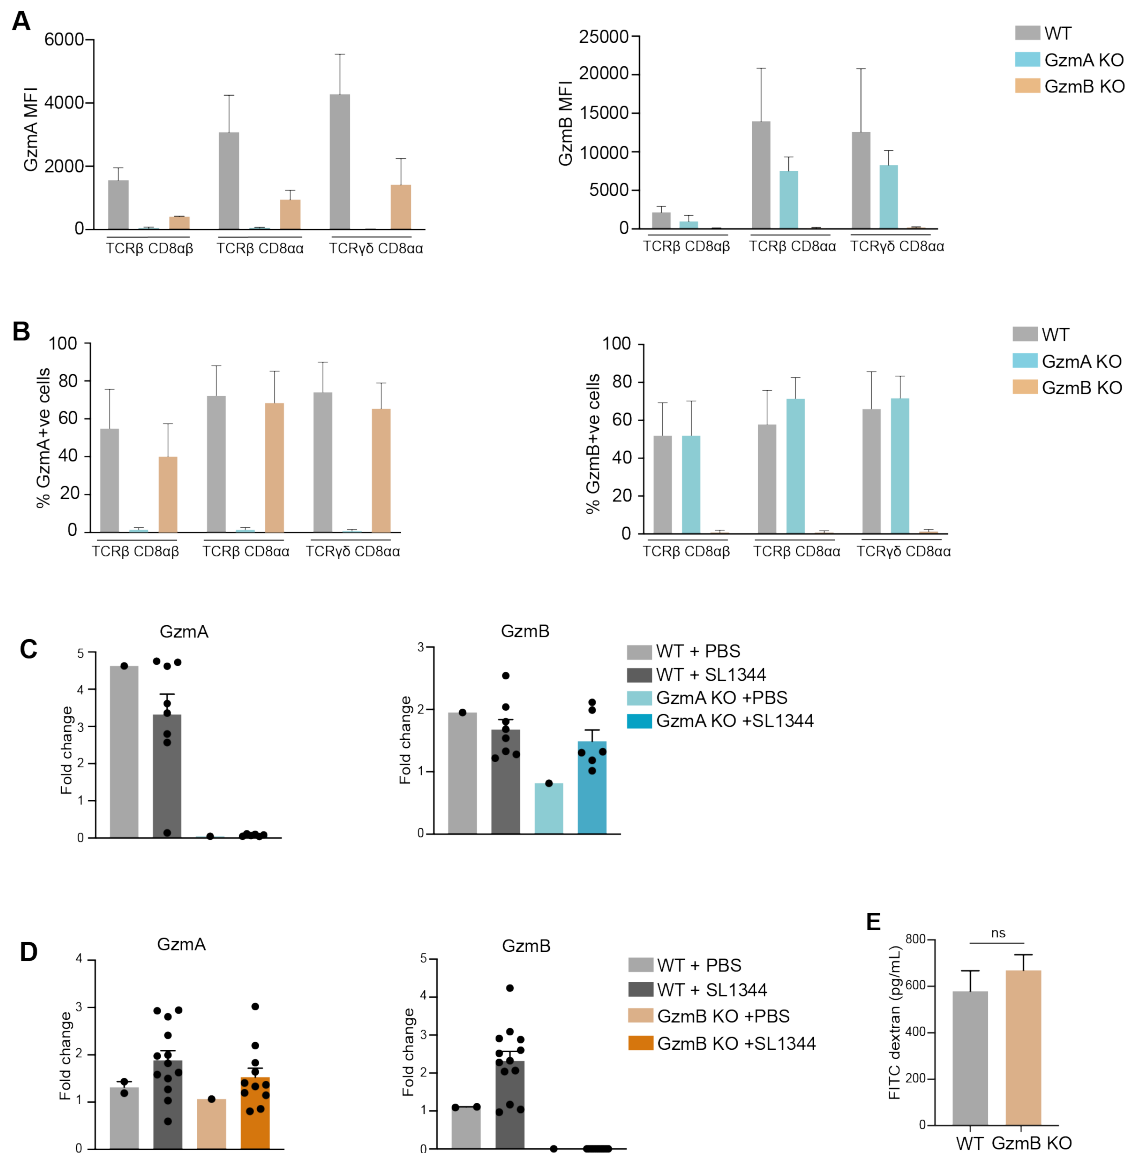 A
GzmA MFI
6000
4000
2000
0
TCRβ CD8αβ
TCRβ CD8αα
TCRγδ CD8αα
GzmB MFI
25000
20000
15000
10000
5000
0
TCRβ CD8αβ
TCRβ CD8αα
TCRγδ CD8αα
WT
GzmA KO
GzmB KO
B
% GzmA+ve cells
100
80
60
40
20
0
TCRβ CD8αβ
TCRβ CD8αα
TCRγδ CD8αα
% GzmB+ve cells
100
80
60
40
20
0
TCRβ CD8αβ
TCRβ CD8αα
TCRγδ CD8αα
WT
GzmA KO
GzmB KO
C
GzmA
Fold change
5
4
3
2
1
0
GzmB
Fold change
3
2
1
0
WT + PBS
WT + SL1344
GzmA KO +PBS
GzmA KO +SL1344
D
GzmA
Fold change
4
3
2
1
0
GzmB
Fold change
5
4
3
2
1
0
WT + PBS
WT + SL1344
GzmB KO +PBS
GzmB KO +SL1344
E
FITC dextran (pg/mL)
800
600
400
200
0
ns
WT
GzmB KO